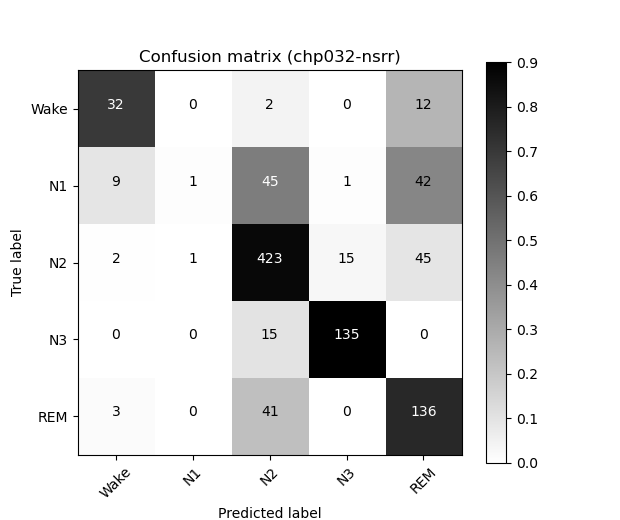 Confusion matrix (chp032-nsrr)
Wake 32 0 2 0 12
N1 9 1 45 1 42
N2 2 1 423 15 45
N3 0 0 15 135 0
REM 3 0 41 0 136
Wake N1 N2 N3 REM
Predicted label
True label
0.9
0.8
0.7
0.6
0.5
0.4
0.3
0.2
0.1
0.0